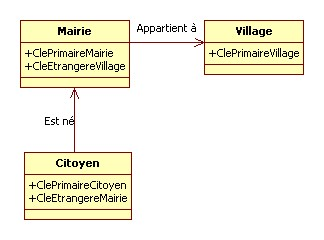 Mairie
+ClePrimaireMairie
+CleEtrangereVillage
Appartient à
Village
+ClePrimaireVillage
Est né
Citoyen
+ClePrimaireCitoyen
+CleEtrangereMairie